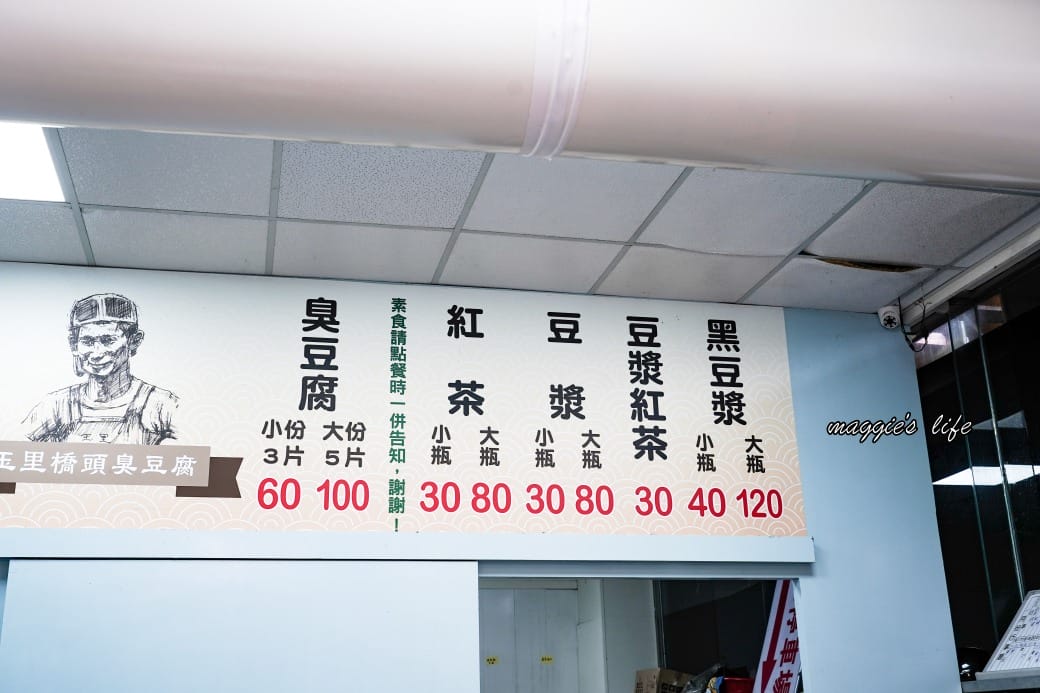 玉里橋頭臭豆腐
臭豆腐
小份 大份
3片 5片
60 100
素食請點餐時一併告知，謝謝！
紅茶
小瓶 大瓶
30 80
豆漿
小瓶 大瓶
30 80
豆漿紅茶
30
黑豆漿
小瓶 大瓶
40 120
maggie's life